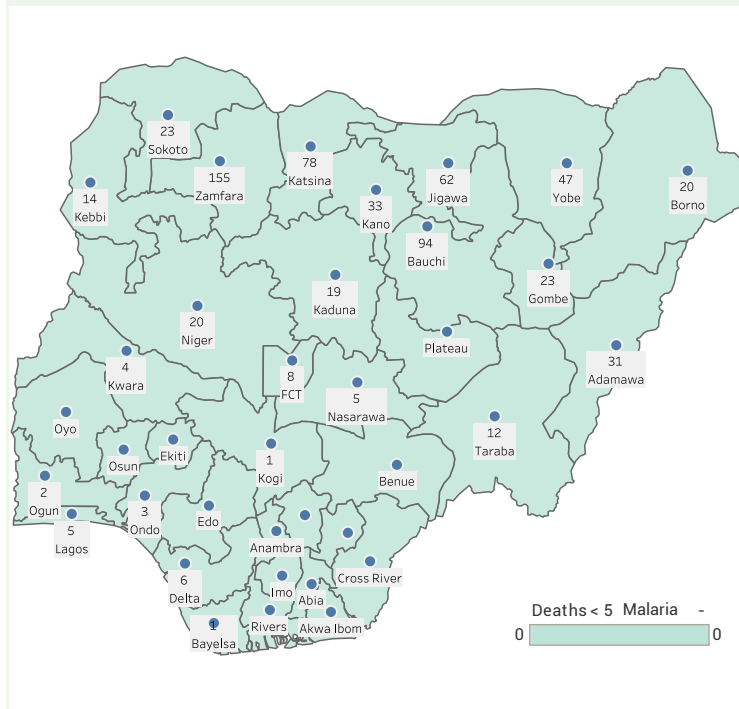 23
Sokoto
155
Zamfara
78
Katsina
62
Jigawa
47
Yobe
20
Borno
14
Kebbi
33
Kano
94
Bauchi
23
Gombe
19
Kaduna
20
Niger
Plateau
31
Adamawa
4
Kwara
8
FCT
5
Nasarawa
12
Taraba
Oyo
Osun
Ekiti
1
Kogi
Benue
2
Ogun
5
Lagos
3
Ondo
Edo
Anambra
Cross River
6
Delta
Imo
Abia
1
Bayelsa
Rivers
Akwa Ibom
Deaths < 5 Malaria -
0 0